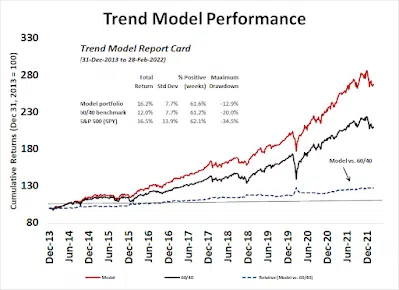 Trend Model Performance
Trend Model Report Card
(31-Dec-2013 to 28-Feb-2022)
Total Return Std Dev % Positive (weeks) Maximum Drawdown
Model portfolio 16.2% 7.7% 61.6% -12.9%
60/40 benchmark 12.0% 7.7% 61.2% -20.0%
S&P 500 (SPY) 16.5% 13.9% 62.1% -34.5%
Cumulative Returns (Dec 31, 2013 = 100)
330
280
230
180
130
80
Model vs. 60/40
Dec-13
Jun-14
Dec-14
Jun-15
Dec-15
Jun-16
Dec-16
Jun-17
Dec-17
Jun-18
Dec-18
Jun-19
Dec-19
Jun-20
Dec-20
Jun-21
Dec-21
Model
60/40
Relative (Model vs. 60/40)